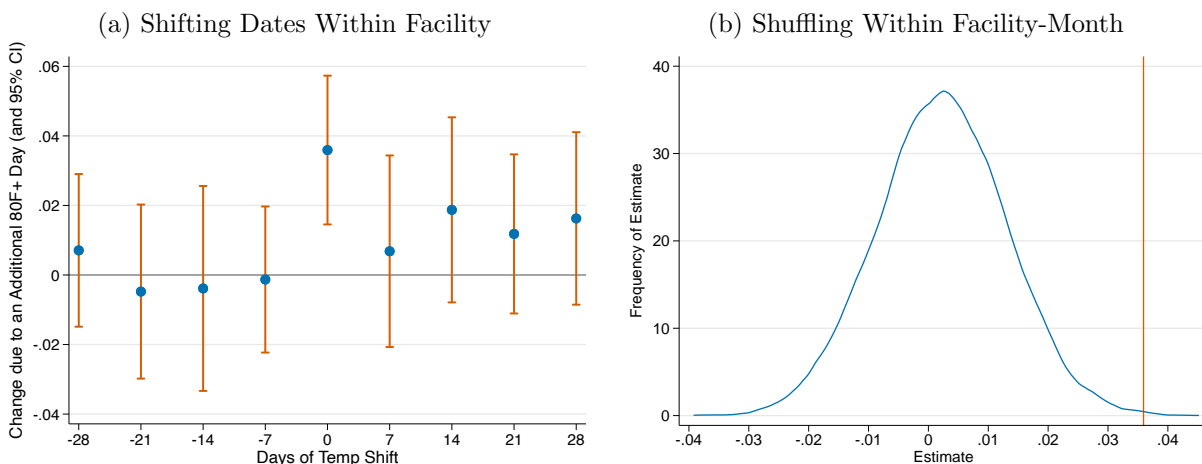 (a) Shifting Dates Within Facility
Change due to an Additional 80F+ Day (and 95% CI)
.06
.04
.02
0
-.02
-.04
-28 -21 -14 -7 0 7 14 21 28
Days of Temp Shift
(b) Shuffling Within Facility-Month
Frequency of Estimate
40
30
20
10
0
-.04 -.03 -.02 -.01 0 .01 .02 .03 .04
Estimate